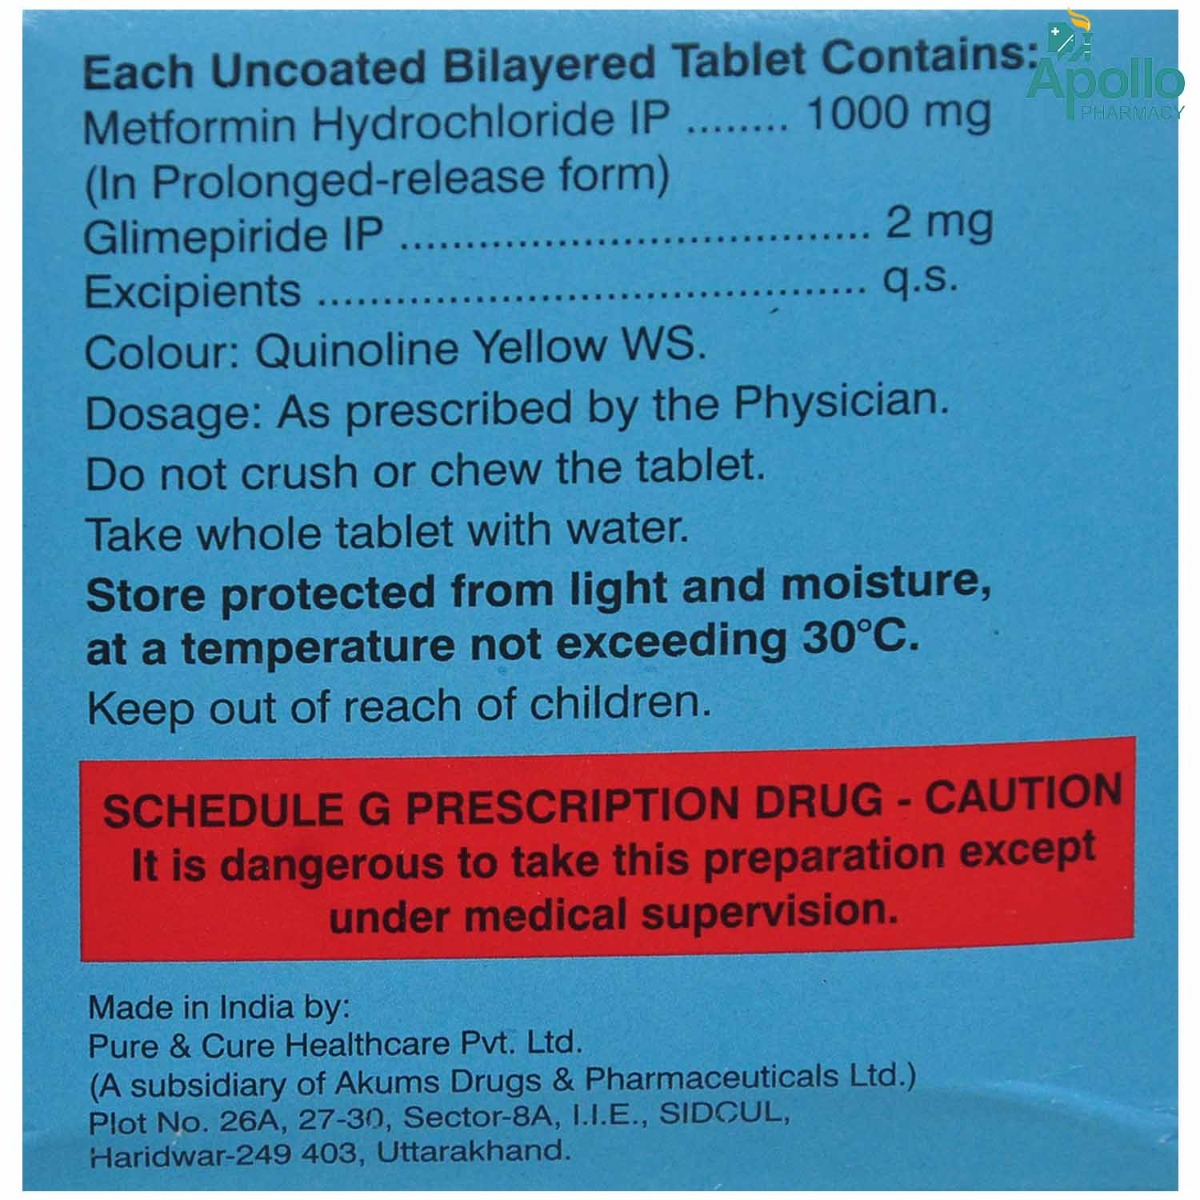 Apollo
PHARMACY
Each Uncoated Bilayered Tablet Contains:
Metformin Hydrochloride IP ........ 1000 mg
(In Prolonged-release form)
Glimepiride IP .................................... 2 mg
Excipients .......................................... q.s.
Colour: Quinoline Yellow WS.
Dosage: As prescribed by the Physician.
Do not crush or chew the tablet.
Take whole tablet with water.
Store protected from light and moisture,
at a temperature not exceeding 30°C.
Keep out of reach of children.
SCHEDULE G PRESCRIPTION DRUG - CAUTION
It is dangerous to take this preparation except
under medical supervision.
Made in India by:
Pure & Cure Healthcare Pvt. Ltd.
(A subsidiary of Akums Drugs & Pharmaceuticals Ltd.)
Plot No. 26A, 27-30, Sector-8A, I.I.E., SIDCUL,
Haridwar-249 403, Uttarakhand.